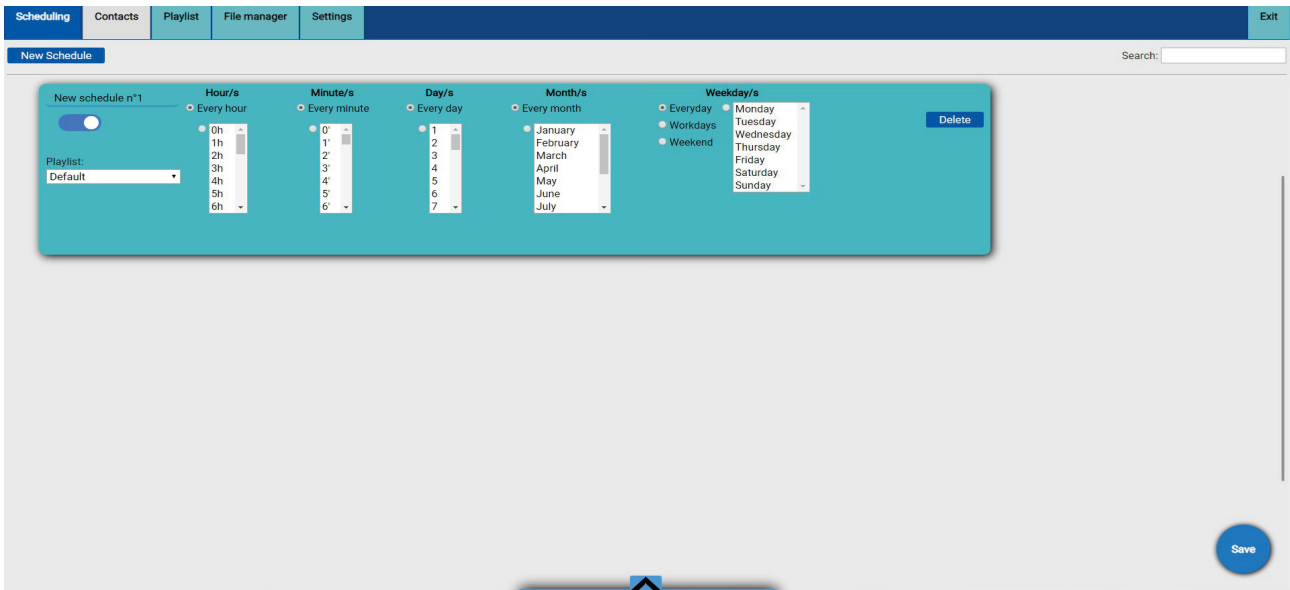 Scheduling Contacts Playlist File manager Settings Exit
New Schedule Search:
New schedule n°1
Playlist:
Default
Hour/s
Every hour
0h
1h
2h
3h
4h
5h
6h
Minute/s
Every minute
0'
1'
2'
3'
4'
5'
6'
Day/s
Every day
1
2
3
4
5
6
7
Month/s
Every month
January
February
March
April
May
June
July
Weekday/s
Everyday
Workdays
Weekend
Monday
Tuesday
Wednesday
Thursday
Friday
Saturday
Sunday
Delete
Save